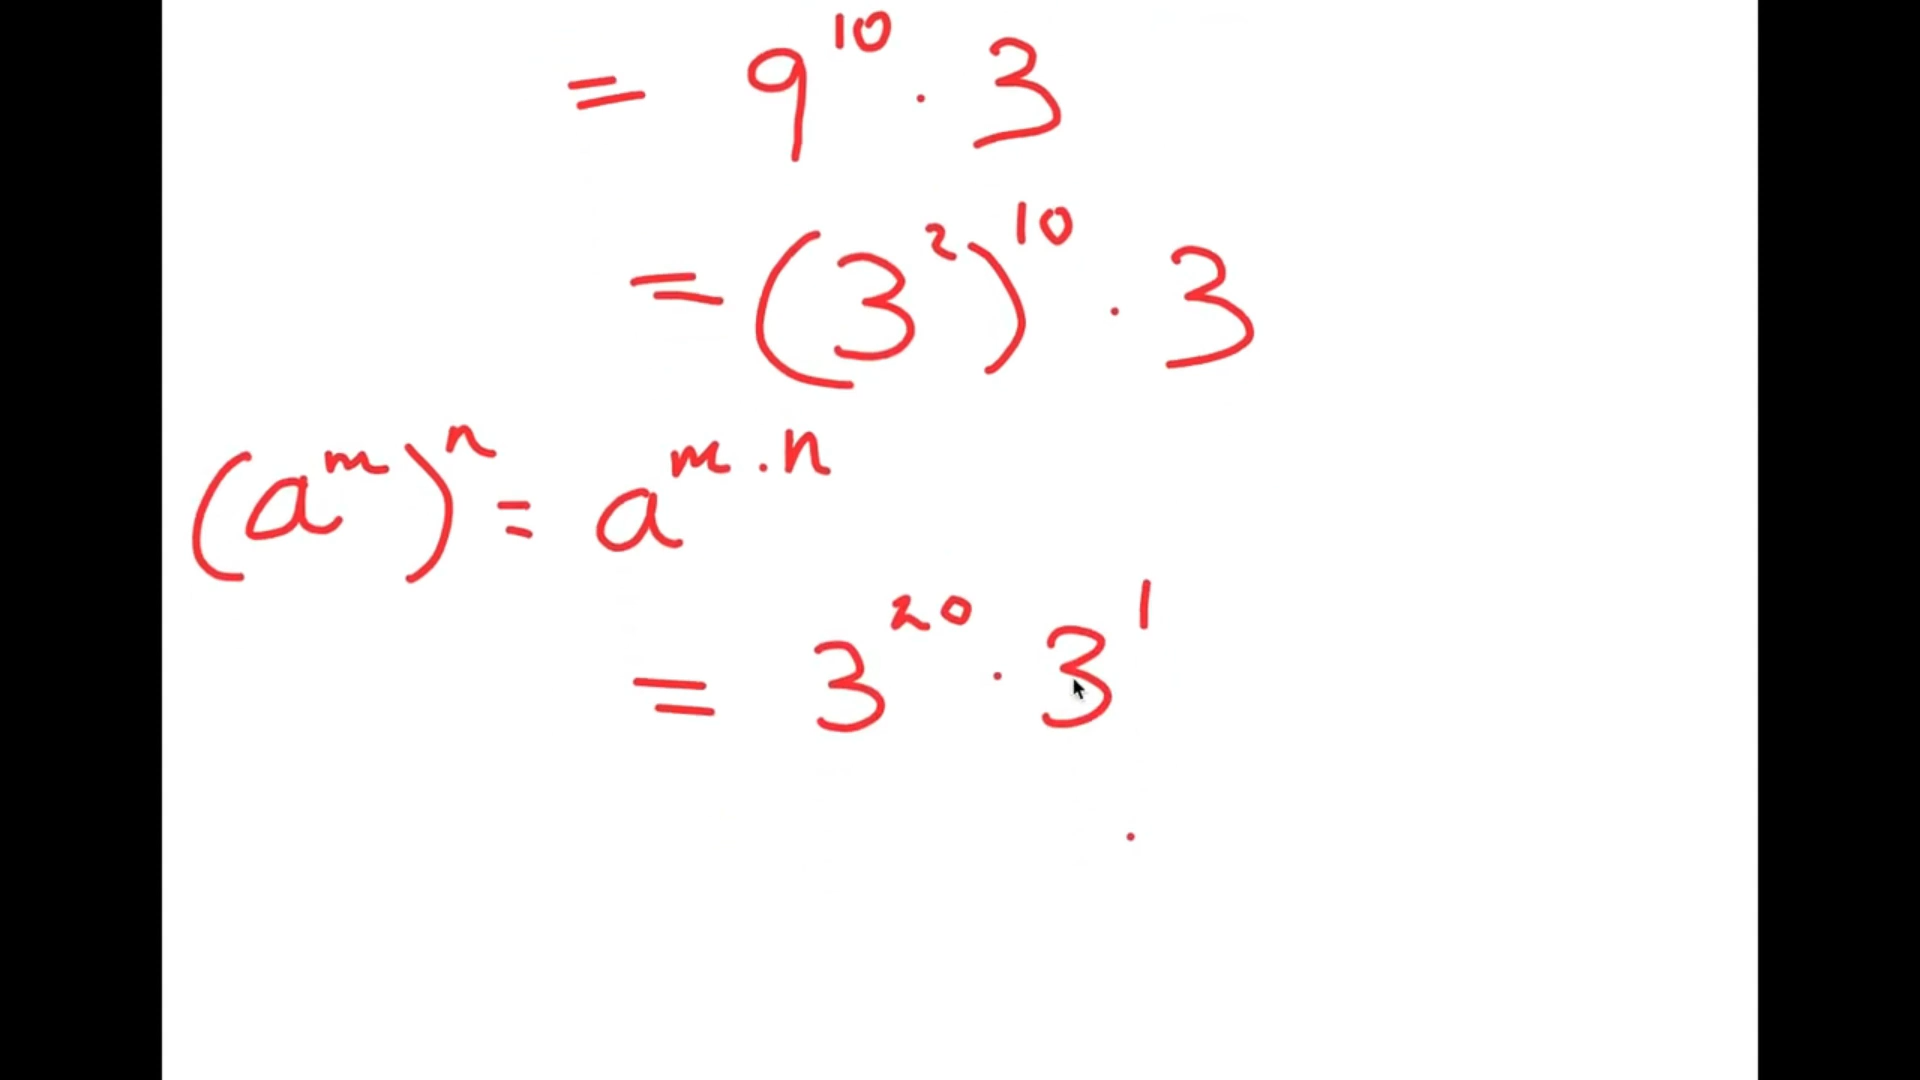 = 9^10 · 3
= (3^2)^10 · 3
(a^m)^n = a^m·n
= 3^20 · 3^1